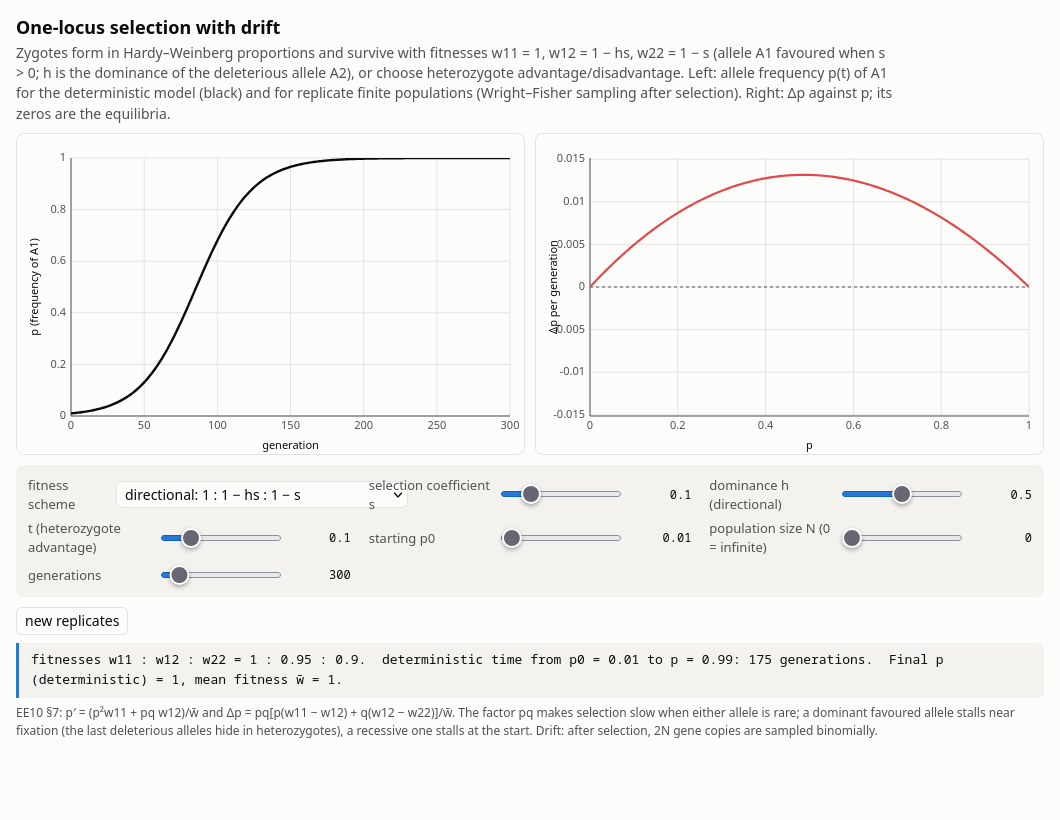 One-locus selection with drift
Zygotes form in Hardy–Weinberg proportions and survive with fitnesses w11 = 1, w12 = 1 − hs, w22 = 1 − s (allele A1 favoured when s
> 0; h is the dominance of the deleterious allele A2), or choose heterozygote advantage/disadvantage. Left: allele frequency p(t) of A1
for the deterministic model (black) and for replicate finite populations (Wright–Fisher sampling after selection). Right: Δp against p; its
zeros are the equilibria.
1
0.8
0.6
0.4
0.2
0
p (frequency of A1)
0 50 100 150 200 250 300
generation
0.015
0.01
0.005
0
-0.005
-0.01
-0.015
Δp per generation
0 0.2 0.4 0.6 0.8 1
p
fitness
scheme
directional: 1 : 1 − hs : 1 − s
selection coefficient
s
0.1
dominance h
(directional)
0.5
t (heterozygote
advantage)
0.1
starting p0
0.01
population size N (0
= infinite)
0
generations
300
new replicates
fitnesses w11 : w12 : w22 = 1 : 0.95 : 0.9. deterministic time from p0 = 0.01 to p = 0.99: 175 generations. Final p
(deterministic) = 1, mean fitness w̄ = 1.
EE10 §7: p′ = (p²w11 + pq w12)/w̄ and Δp = pq[p(w11 − w12) + q(w12 − w22)]/w̄. The factor pq makes selection slow when either allele is rare; a dominant favoured allele stalls near
fixation (the last deleterious alleles hide in heterozygotes), a recessive one stalls at the start. Drift: after selection, 2N gene copies are sampled binomially.